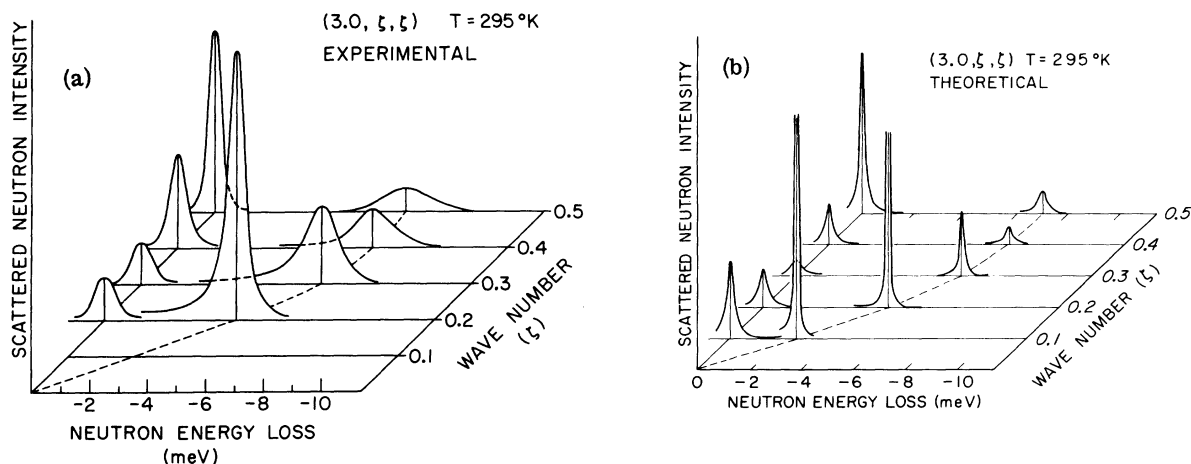 (a)
(3.0, ζ, ζ) T = 295 °K
EXPERIMENTAL
SCATTERED NEUTRON INTENSITY
0.5
0.4
0.3
0.2
0.1
WAVE NUMBER
(ζ)
-2 -4 -6 -8 -10
NEUTRON ENERGY LOSS
(meV)
(b)
(3.0, ζ, ζ) T = 295 °K
THEORETICAL
SCATTERED NEUTRON INTENSITY
0.5
0.4
0.3
0.2
0.1
WAVE NUMBER (ζ)
0 -2 -4 -6 -8 -10
NEUTRON ENERGY LOSS (meV)